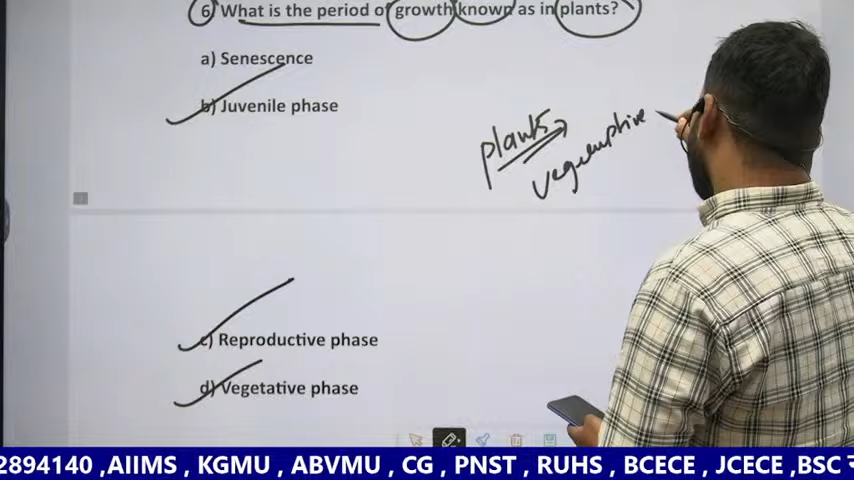 6) What is the period of growth known as in plants?
a) Senescence
b) Juvenile phase
plants
vegemptive
c) Reproductive phase
d) Vegetative phase
2894140 ,AIIMS , KGMU , ABVMU , CG , PNST , RUHS , BCECE , JCECE ,BSC